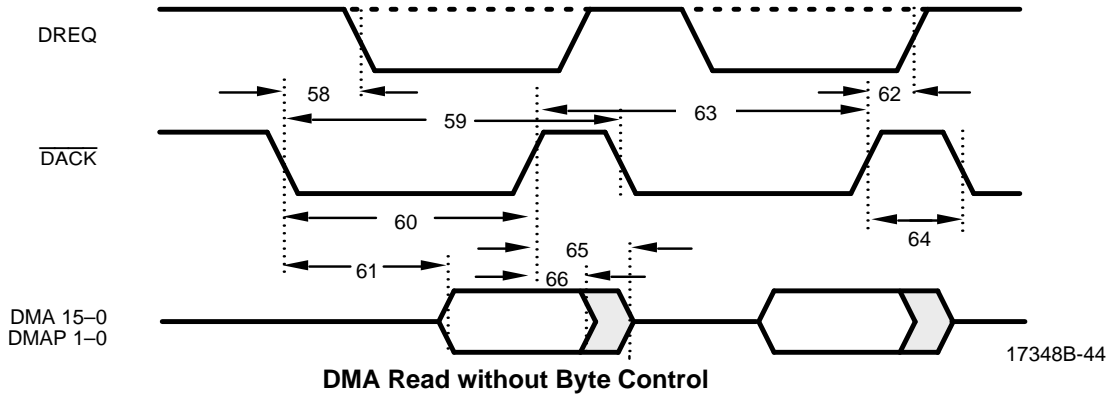 DREQ
58
62
63
59
DACK
60
64
65
61
66
DMA 15–0
DMAP 1–0
17348B-44
DMA Read without Byte Control